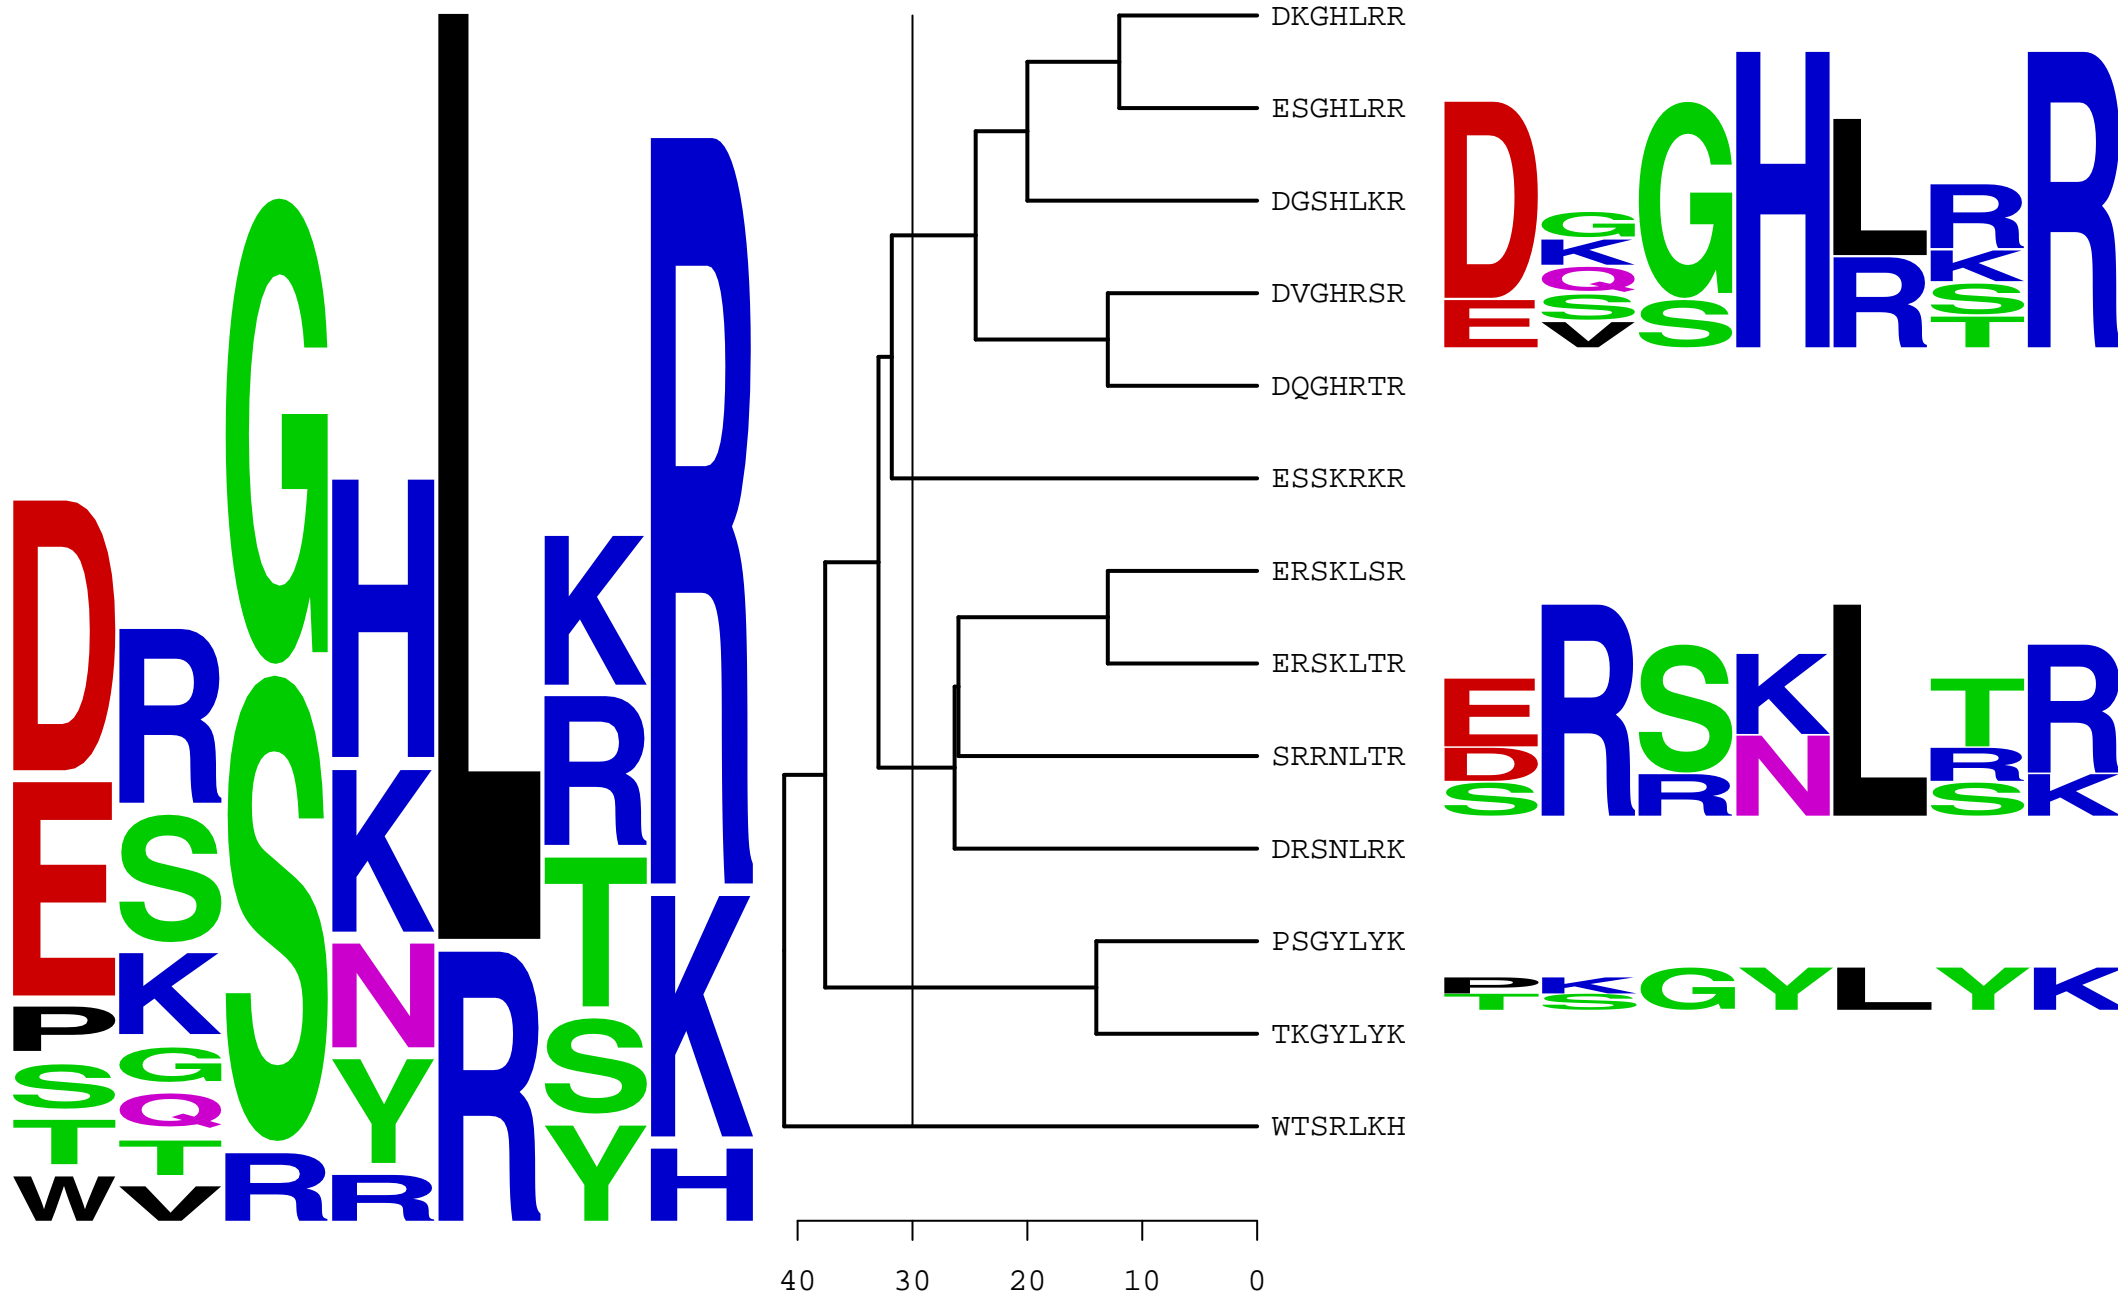 D E P S T W
R S K G Q T V
G S R
H K N Y R
L R
K R T S Y
R K H
DKGHLRR
ESGHLRR
DGSHLKR
DVGHRSR
DQGHRTR
ESSKRKR
ERSKLSR
ERSKLTR
SRRNLTR
DRSNLRK
PSGYLYK
TKGYLYK
WTSRLKH
40 30 20 10 0
D E
G K Q S V
G S
H
L R
R K S T
R
E D S
R
S R
K N
L
T R S
R K
P T
K S
G
Y
L
Y
K